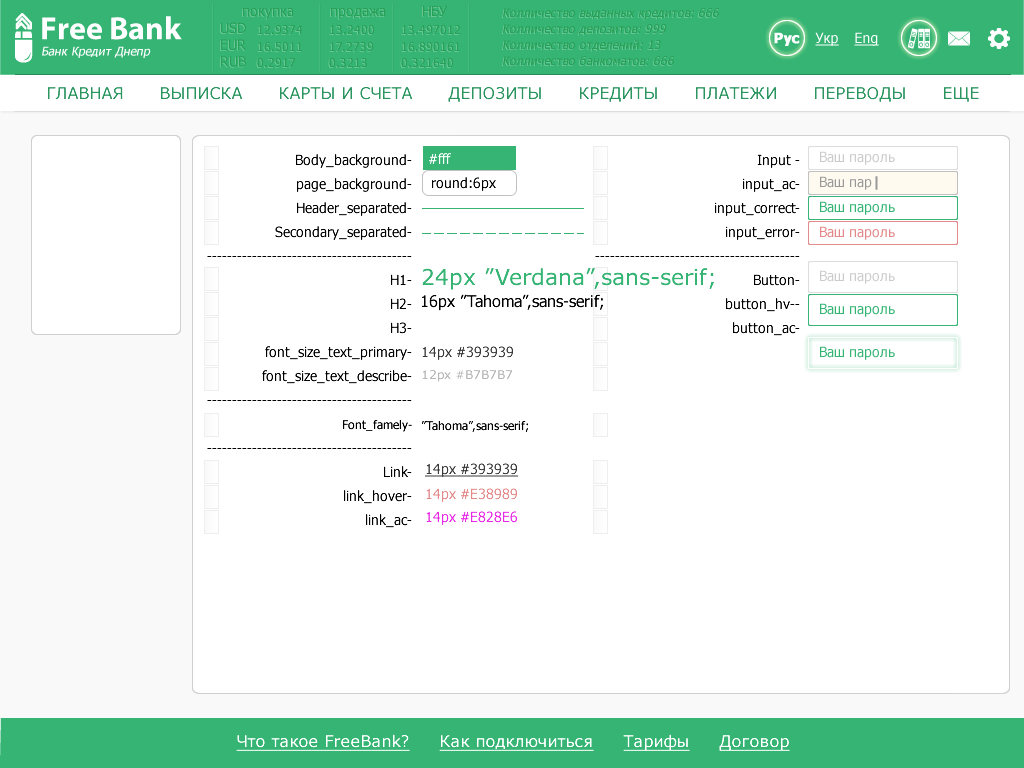 Free Bank
Банк Кредит Днепр
покупка продажа НБУ
USD 12.9374 13.2400 13.497012
EUR 16.5011 17.2739 16.890161
RUB 0.2917 0.3213 0.321640
Колличество выданных кредитов: 666
Колличество депозитов: 999
Колличество отделений: 13
Колличество банкоматов: 666
Рус Укр Eng
ГЛАВНАЯ ВЫПИСКА КАРТЫ И СЧЕТА ДЕПОЗИТЫ КРЕДИТЫ ПЛАТЕЖИ ПЕРЕВОДЫ ЕЩЕ
Body_background- #fff
page_background- round:6px
Header_separated-
Secondary_separated-
H1- 24px "Verdana",sans-serif;
H2- 16px "Tahoma",sans-serif;
H3-
font_size_text_primary- 14px #393939
font_size_text_describe- 12px #B7B7B7
Font_famely- "Tahoma",sans-serif;
Link- 14px #393939
link_hover- 14px #E38989
link_ac- 14px #E828E6
Input - Ваш пароль
input_ac- Ваш пар|
input_correct- Ваш пароль
input_error- Ваш пароль
Button- Ваш пароль
button_hv-- Ваш пароль
button_ac-
Ваш пароль
Что такое FreeBank? Как подключиться Тарифы Договор